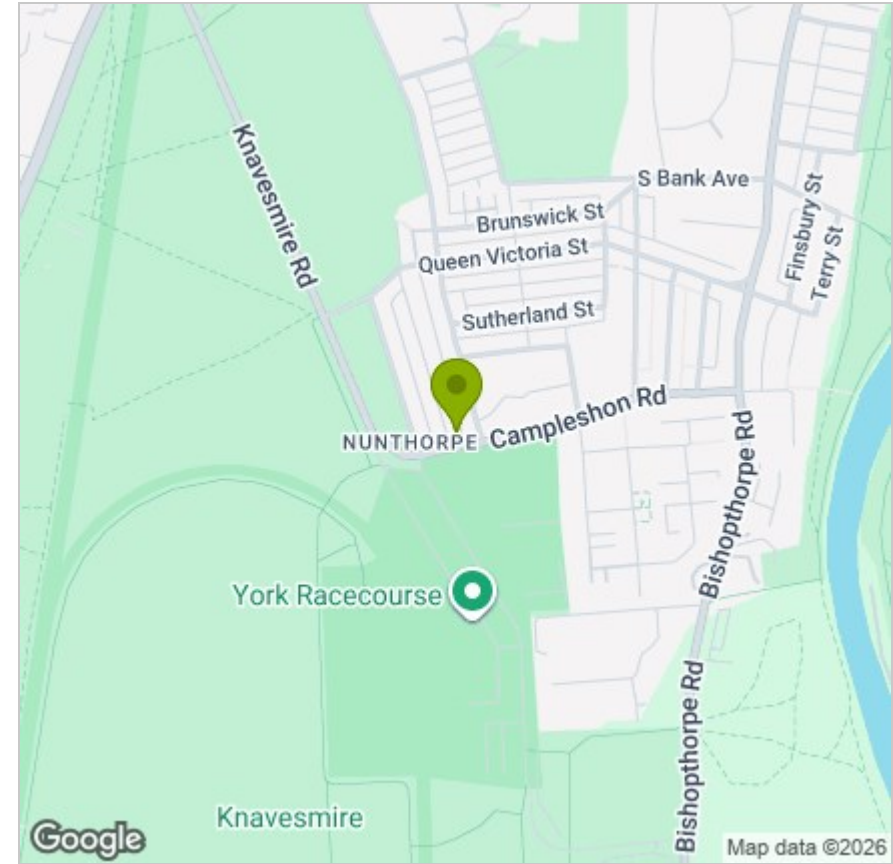 Knavesmire Rd
S Bank Ave
Brunswick St
Finsbury St
Terry St
Queen Victoria St
Sutherland St
Campleshon Rd
NUNTHORPE
Bishopthorpe Rd
York Racecourse
Bishopthorpe Rd
Knavesmire
Google
Map data ©2026